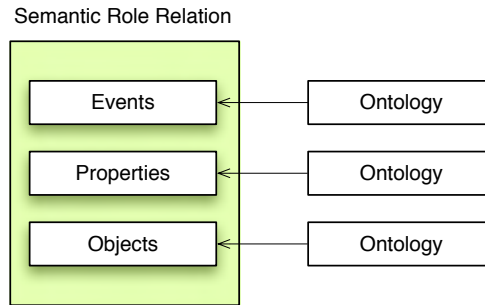 Semantic Role Relation
Events
Ontology
Properties
Ontology
Objects
Ontology